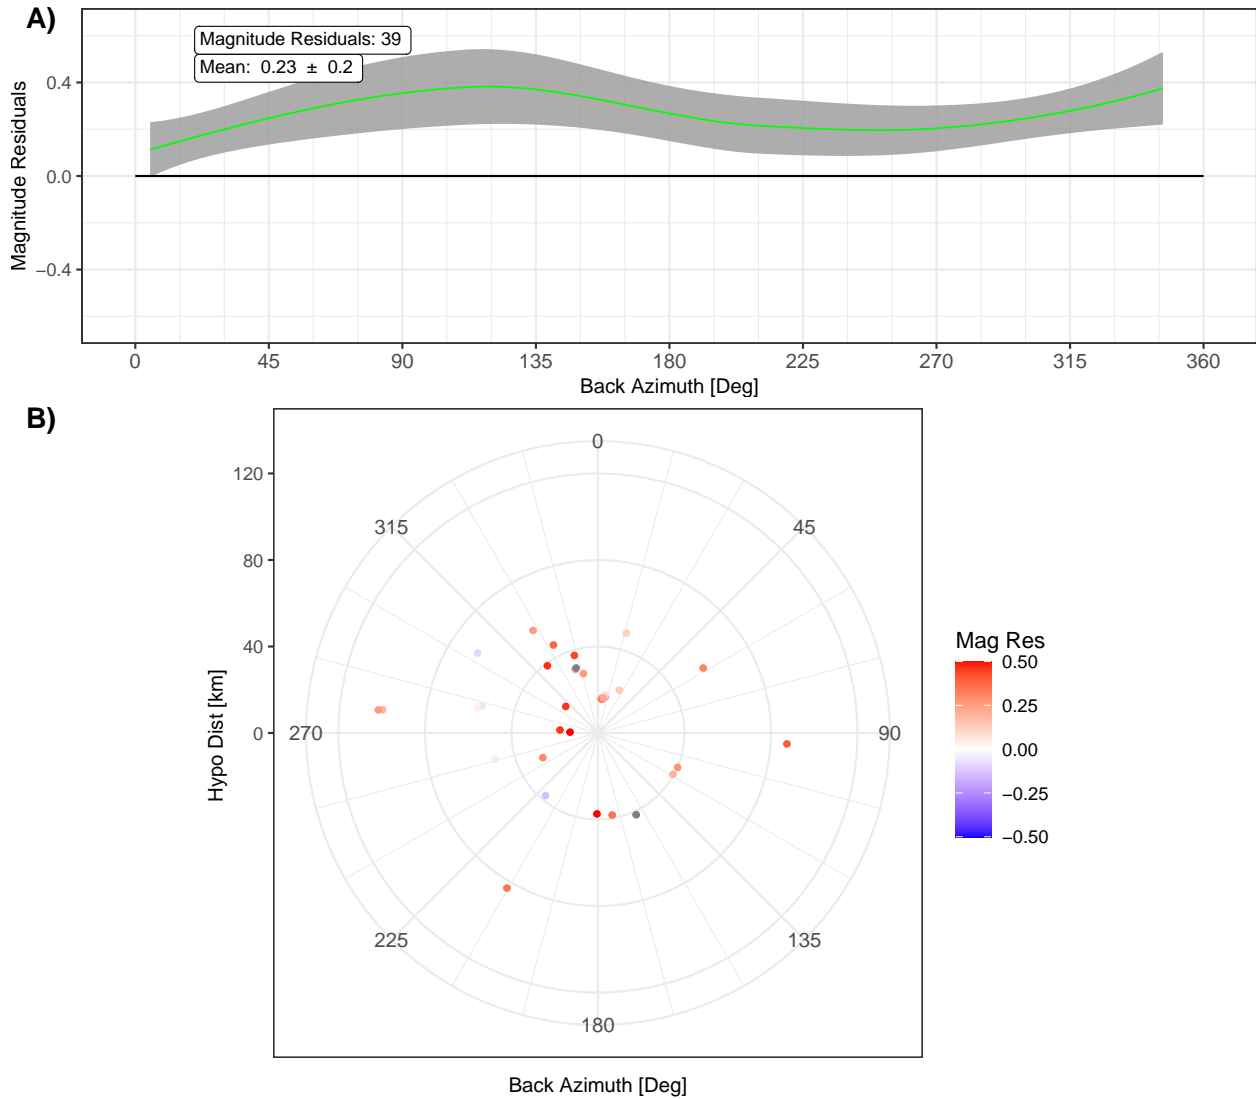 A)
Magnitude Residuals: 39
Mean:  0.23  ±  0.2
Magnitude Residuals
0.4
0.0
−0.4
0 45 90 135 180 225 270 315 360
Back Azimuth [Deg]
B)
Hypo Dist [km]
120
80
40
0
0
315 45
270 90
225 135
180
Back Azimuth [Deg]
Mag Res
0.50
0.25
0.00
−0.25
−0.50